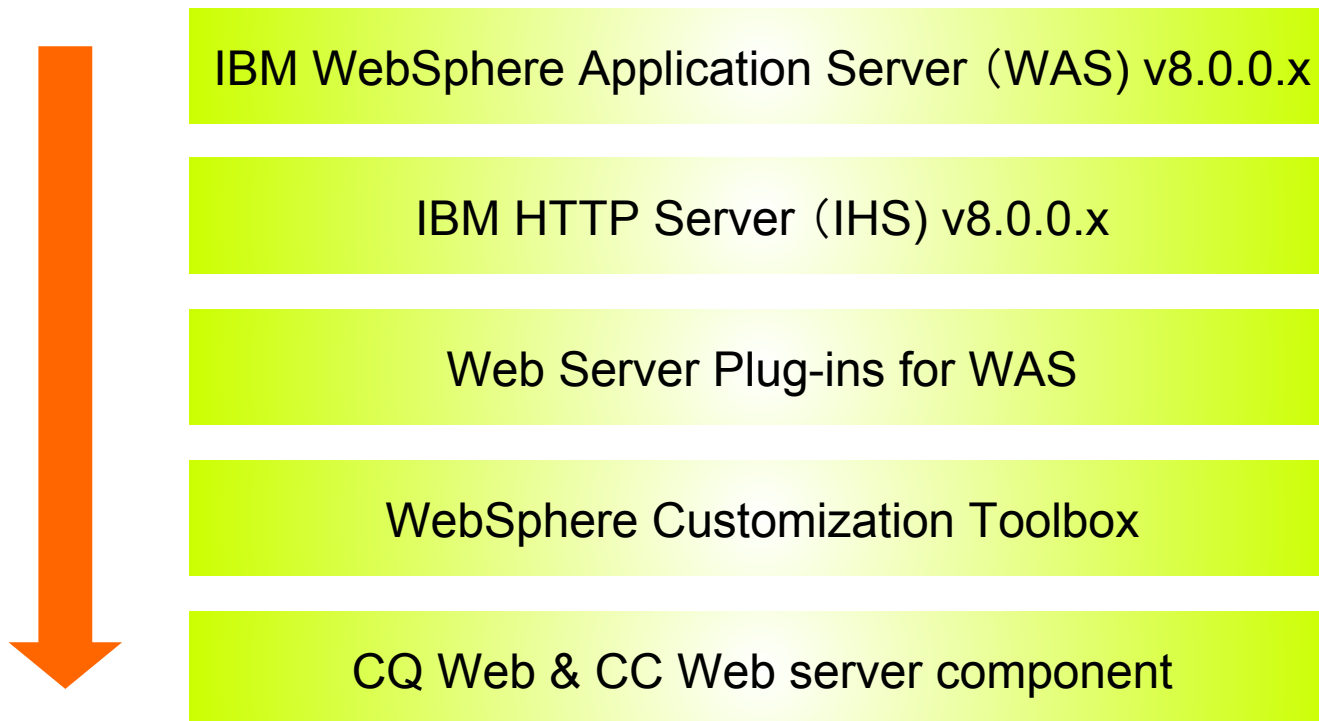 IBM WebSphere Application Server（WAS) v8.0.0.x
IBM HTTP Server（IHS) v8.0.0.x
Web Server Plug-ins for WAS
WebSphere Customization Toolbox
CQ Web & CC Web server component